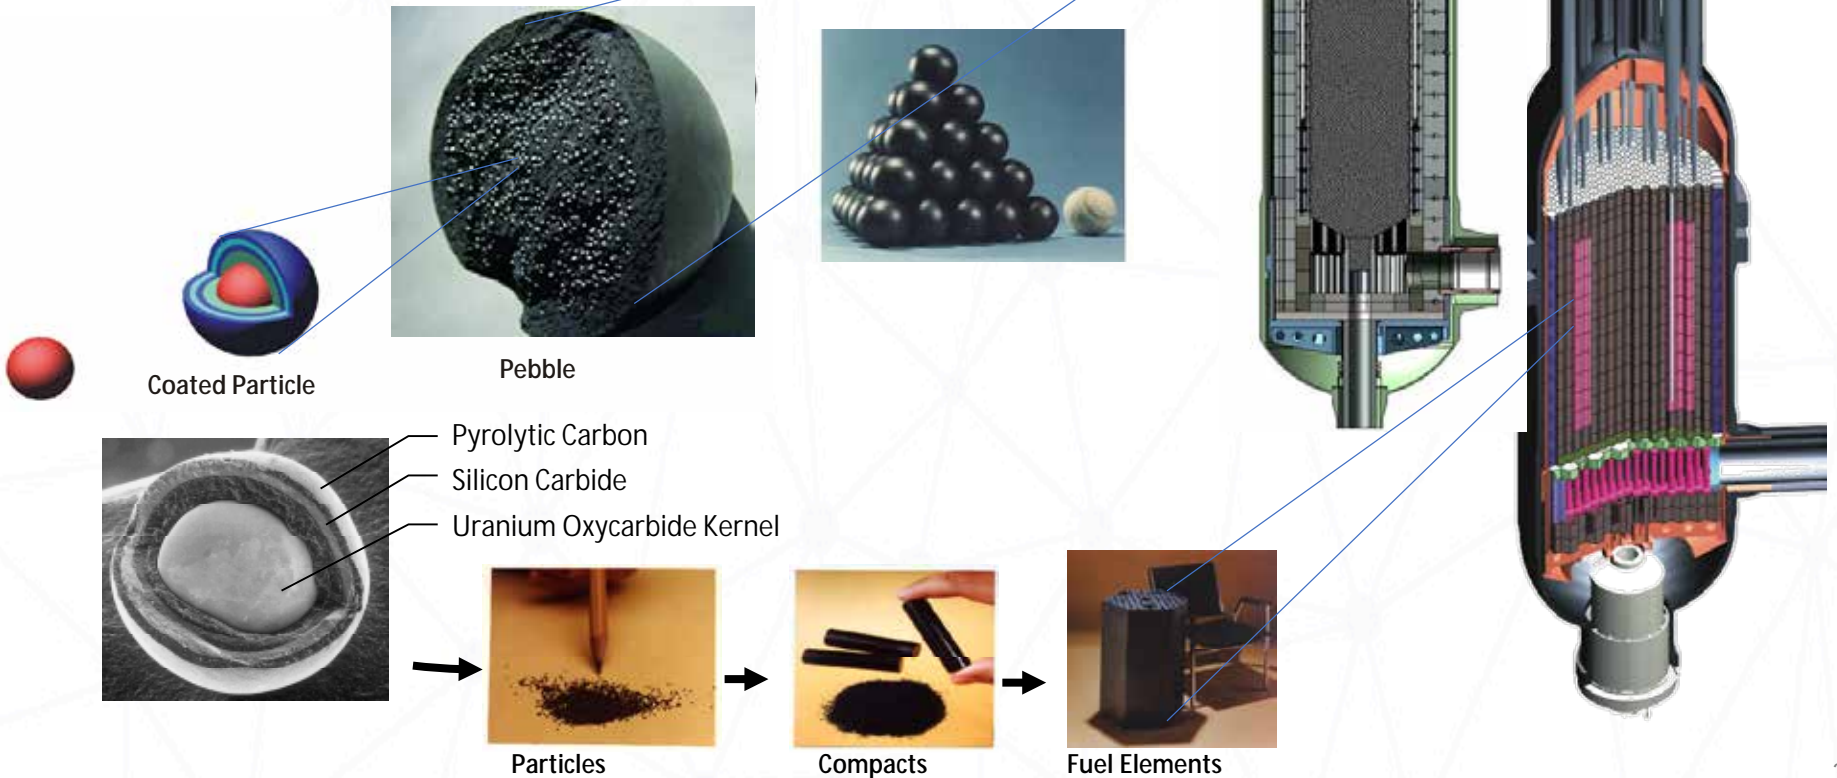 Pebble
Coated Particle
Pyrolytic Carbon
Silicon Carbide
Uranium Oxycarbide Kernel
Particles
Compacts
Fuel Elements